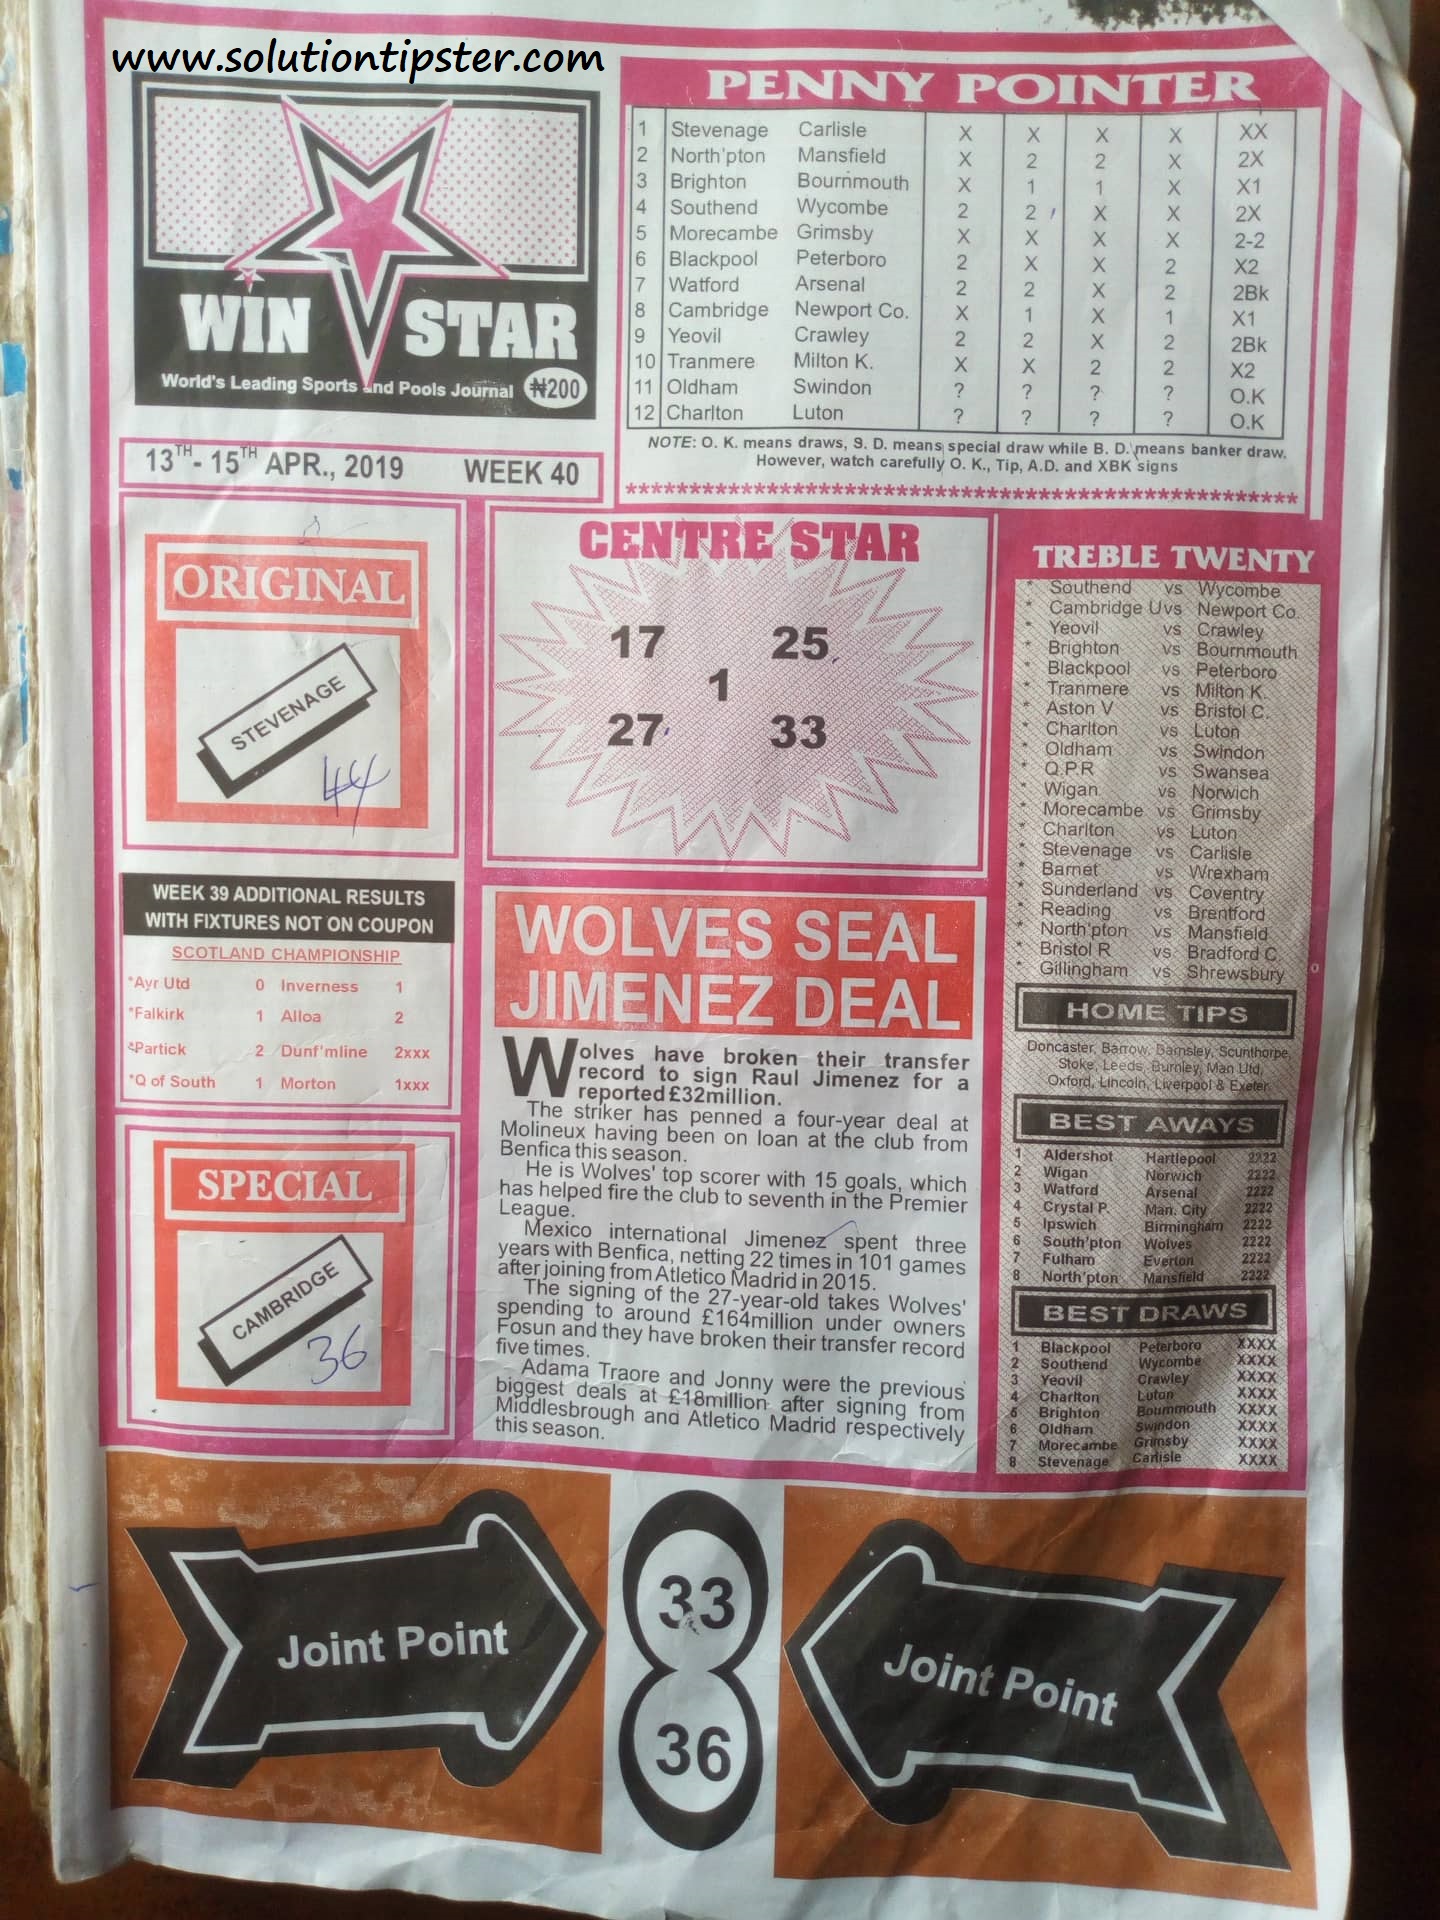 www.solutiontipster.com
WIN STAR
World's Leading Sports and Pools Journal ₦200
13TH - 15TH APR., 2019 WEEK 40
PENNY POINTER
1 Stevenage Carlisle X X X X XX
2 North'pton Mansfield X 2 2 X 2X
3 Brighton Bournmouth X 1 1 X X1
4 Southend Wycombe 2 2 X X 2X
5 Morecambe Grimsby X X X X 2-2
6 Blackpool Peterboro 2 X X 2 X2
7 Watford Arsenal 2 2 X 2 2Bk
8 Cambridge Newport Co. X 1 X 1 X1
9 Yeovil Crawley 2 2 X 2 2Bk
10 Tranmere Milton K. X X 2 2 X2
11 Oldham Swindon ? ? ? ? O.K
12 Charlton Luton ? ? ? ? O.K
NOTE: O. K. means draws, S. D. means special draw while B. D. means banker draw.
However, watch carefully O. K., Tip, A.D. and XBK signs
ORIGINAL
STEVENAGE
44
WEEK 39 ADDITIONAL RESULTS
WITH FIXTURES NOT ON COUPON
SCOTLAND CHAMPIONSHIP
*Ayr Utd 0 Inverness 1
*Falkirk 1 Alloa 2
*Partick 2 Dunf'mline 2xxx
*Q of South 1 Morton 1xxx
SPECIAL
CAMBRIDGE
36
CENTRE STAR
17 25
1
27 33
WOLVES SEAL
JIMENEZ DEAL
Wolves have broken their transfer
record to sign Raul Jimenez for a
reported £32million.
The striker has penned a four-year deal at
Molineux having been on loan at the club from
Benfica this season.
He is Wolves' top scorer with 15 goals, which
has helped fire the club to seventh in the Premier
League.
Mexico international Jimenez spent three
years with Benfica, netting 22 times in 101 games
after joining from Atletico Madrid in 2015.
The signing of the 27-year-old takes Wolves'
spending to around £164million under owners
Fosun and they have broken their transfer record
five times.
Adama Traore and Jonny were the previous
biggest deals at £18million after signing from
Middlesbrough and Atletico Madrid respectively
this season.
TREBLE TWENTY
* Southend vs Wycombe
* Cambridge U vs Newport Co.
* Yeovil vs Crawley
* Brighton vs Bournmouth
* Blackpool vs Peterboro
* Tranmere vs Milton K.
* Aston V vs Bristol C.
* Charlton vs Luton
* Oldham vs Swindon
* Q.P.R vs Swansea
* Wigan vs Norwich
* Morecambe vs Grimsby
* Charlton vs Luton
* Stevenage vs Carlisle
* Barnet vs Wrexham
* Sunderland vs Coventry
* Reading vs Brentford
* North'pton vs Mansfield
* Bristol R vs Bradford C.
* Gillingham vs Shrewsbury
HOME TIPS
Doncaster, Barrow, Barnsley, Scunthorpe,
Stoke, Leeds, Burnley, Man Utd,
Oxford, Lincoln, Liverpool & Exeter.
BEST AWAYS
1 Aldershot Hartlepool 2222
2 Wigan Norwich 2222
3 Watford Arsenal 2222
4 Crystal P. Man. City 2222
5 Ipswich Birmingham 2222
6 South'pton Wolves 2222
7 Fulham Everton 2222
8 North'pton Mansfield 2222
BEST DRAWS
1 Blackpool Peterboro XXXX
2 Southend Wycombe XXXX
3 Yeovil Crawley XXXX
4 Charlton Luton XXXX
5 Brighton Bournmouth XXXX
6 Oldham Swindon XXXX
7 Morecambe Grimsby XXXX
8 Stevenage Carlisle XXXX
Joint Point
33
36
Joint Point